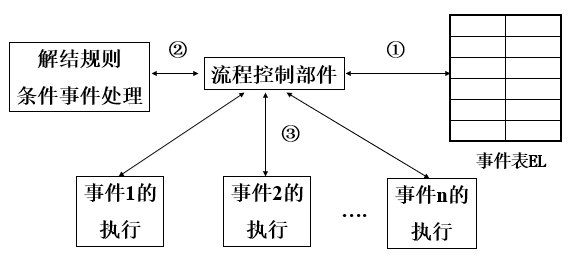 ②
①
解结规则
条件事件处理
流程控制部件
事件表EL
③
事件1的
执行
事件2的
执行
....
事件n的
执行